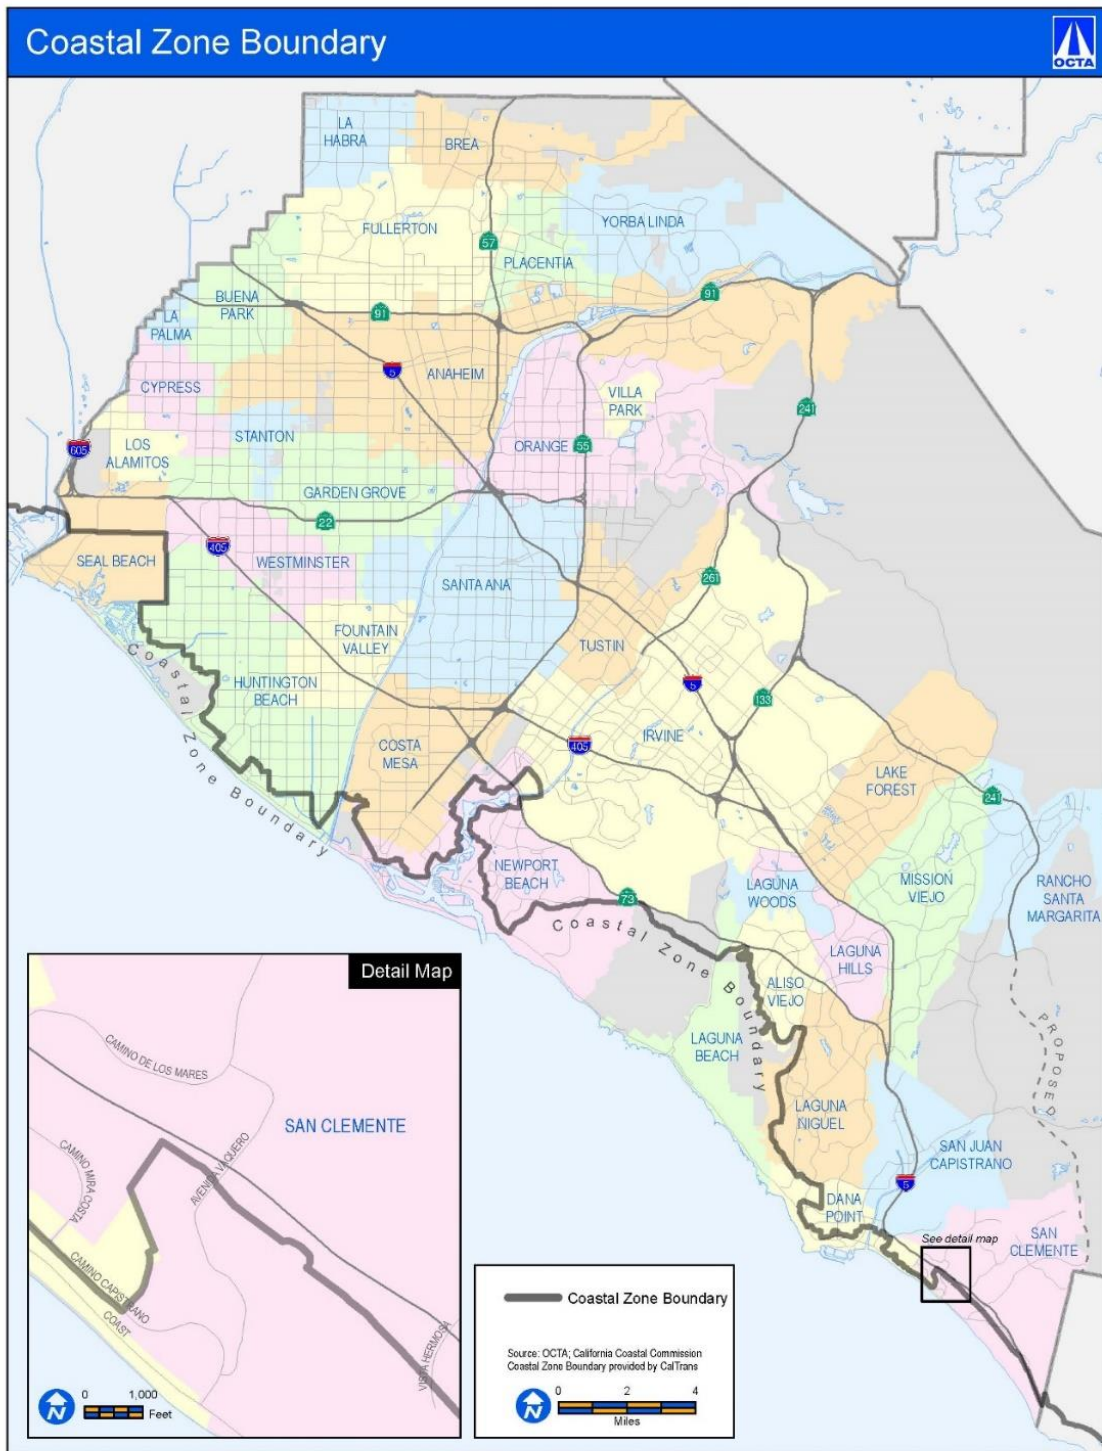 Coastal Zone Boundary
OCTA
LA
HABRA
BREA
FULLERTON
YORBA LINDA
57
PLACENTIA
BUENA
PARK
91
91
LA
PALMA
5
ANAHEIM
CYPRESS
VILLA
PARK
241
STANTON
ORANGE
55
605
LOS
ALAMITOS
GARDEN GROVE
22
405
SEAL BEACH
WESTMINSTER
SANTA ANA
261
FOUNTAIN
VALLEY
TUSTIN
Coastal Zone Boundary
HUNTINGTON
BEACH
5
133
COSTA
MESA
405
IRVINE
LAKE
FOREST
241
NEWPORT
BEACH
73
LAGUNA
WOODS
MISSION
VIEJO
RANCHO
SANTA
MARGARITA
Coastal Zone Boundary
LAGUNA
HILLS
ALISO
VIEJO
LAGUNA
BEACH
PROPOSED
LAGUNA
NIGUEL
SAN JUAN
CAPISTRANO
5
DANA
POINT
See detail map
SAN
CLEMENTE
Detail Map
CAMINO DE LOS MARES
SAN CLEMENTE
CAMINO MIRA COSTA
AVENIDA VAQUERO
CAMINO CAPISTRANO
COAST
VISTA HERMOSA
N
0 1,000
Feet
Coastal Zone Boundary
Source: OCTA; California Coastal Commission
Coastal Zone Boundary provided by CalTrans
N
0 2 4
Miles